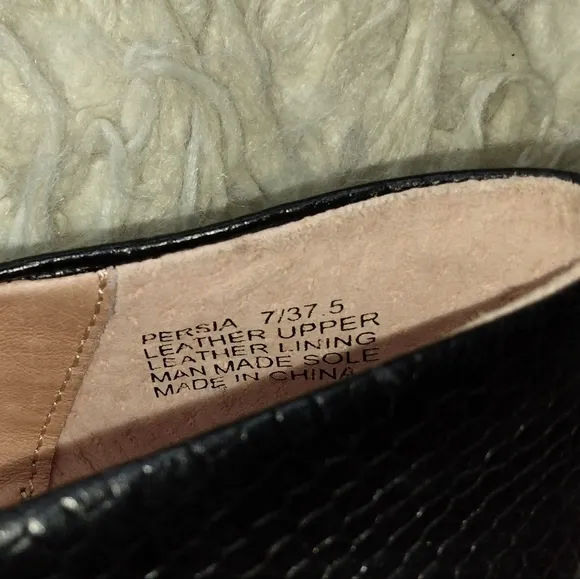 PERSIA 7/37.5
LEATHER UPPER
LEATHER LINING
MAN MADE SOLE
MADE IN CHINA